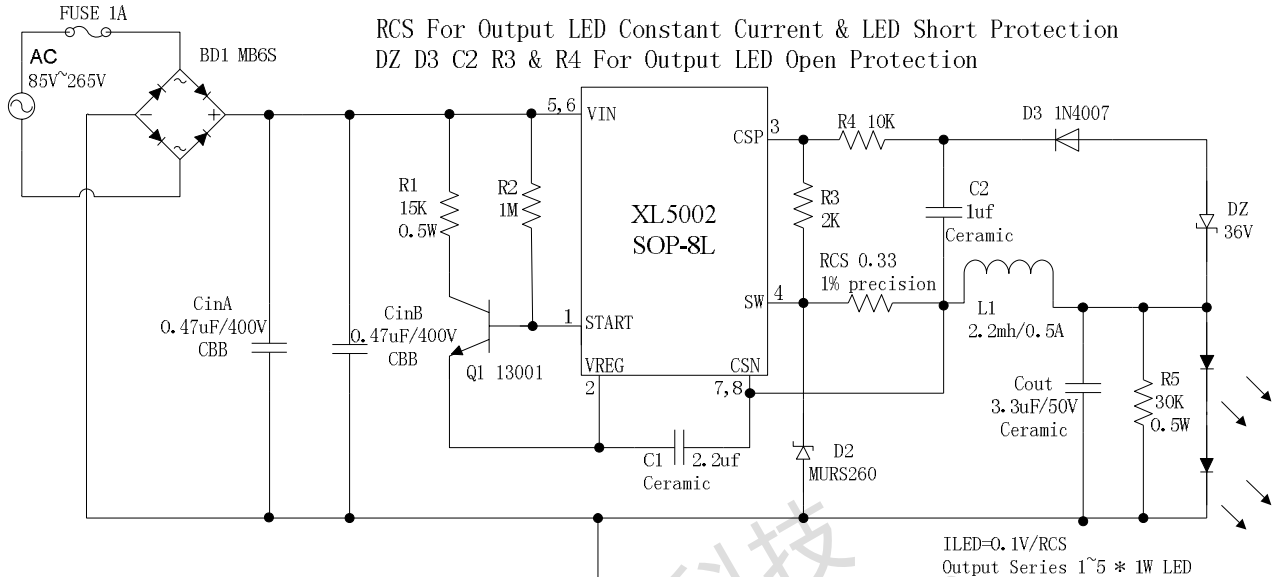 FUSE 1A
RCS For Output LED Constant Current & LED Short Protection
DZ D3 C2 R3 & R4 For Output LED Open Protection
AC
85V~265V
BD1 MB6S
~
-
+
~
5,6
VIN
CSP
3
R4 10K
D3 1N4007
R1
15K
0.5W
R2
1M
XL5002
SOP-8L
R3
2K
C2
1uf
Ceramic
DZ
36V
RCS 0.33
1% precision
SW
4
L1
2.2mh/0.5A
CinA
0.47uF/400V
CBB
CinB
0.47uF/400V
CBB
1
START
Q1 13001
VREG
2
CSN
7,8
Cout
3.3uF/50V
Ceramic
R5
30K
0.5W
C1
2.2uf
Ceramic
D2
MURS260
科技
ILED=0.1V/RCS
Output Series 1~5 * 1W LED